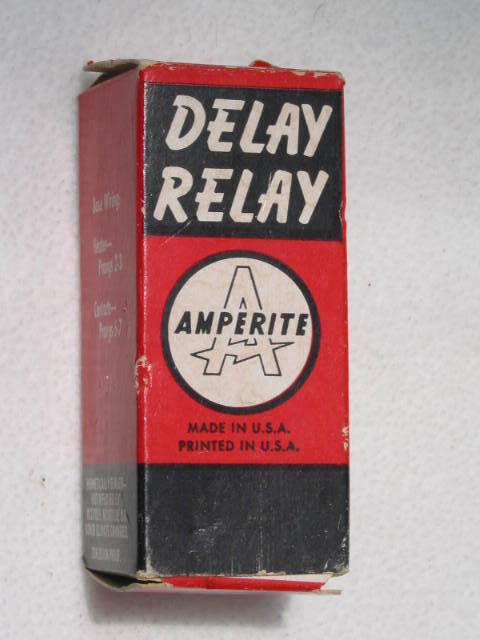 DELAY
RELAY
AMPERITE
MADE IN U.S.A.
PRINTED IN U.S.A.
Base Wiring:
Heater—
Prongs 2-3
Contacts—
Prongs 5-7